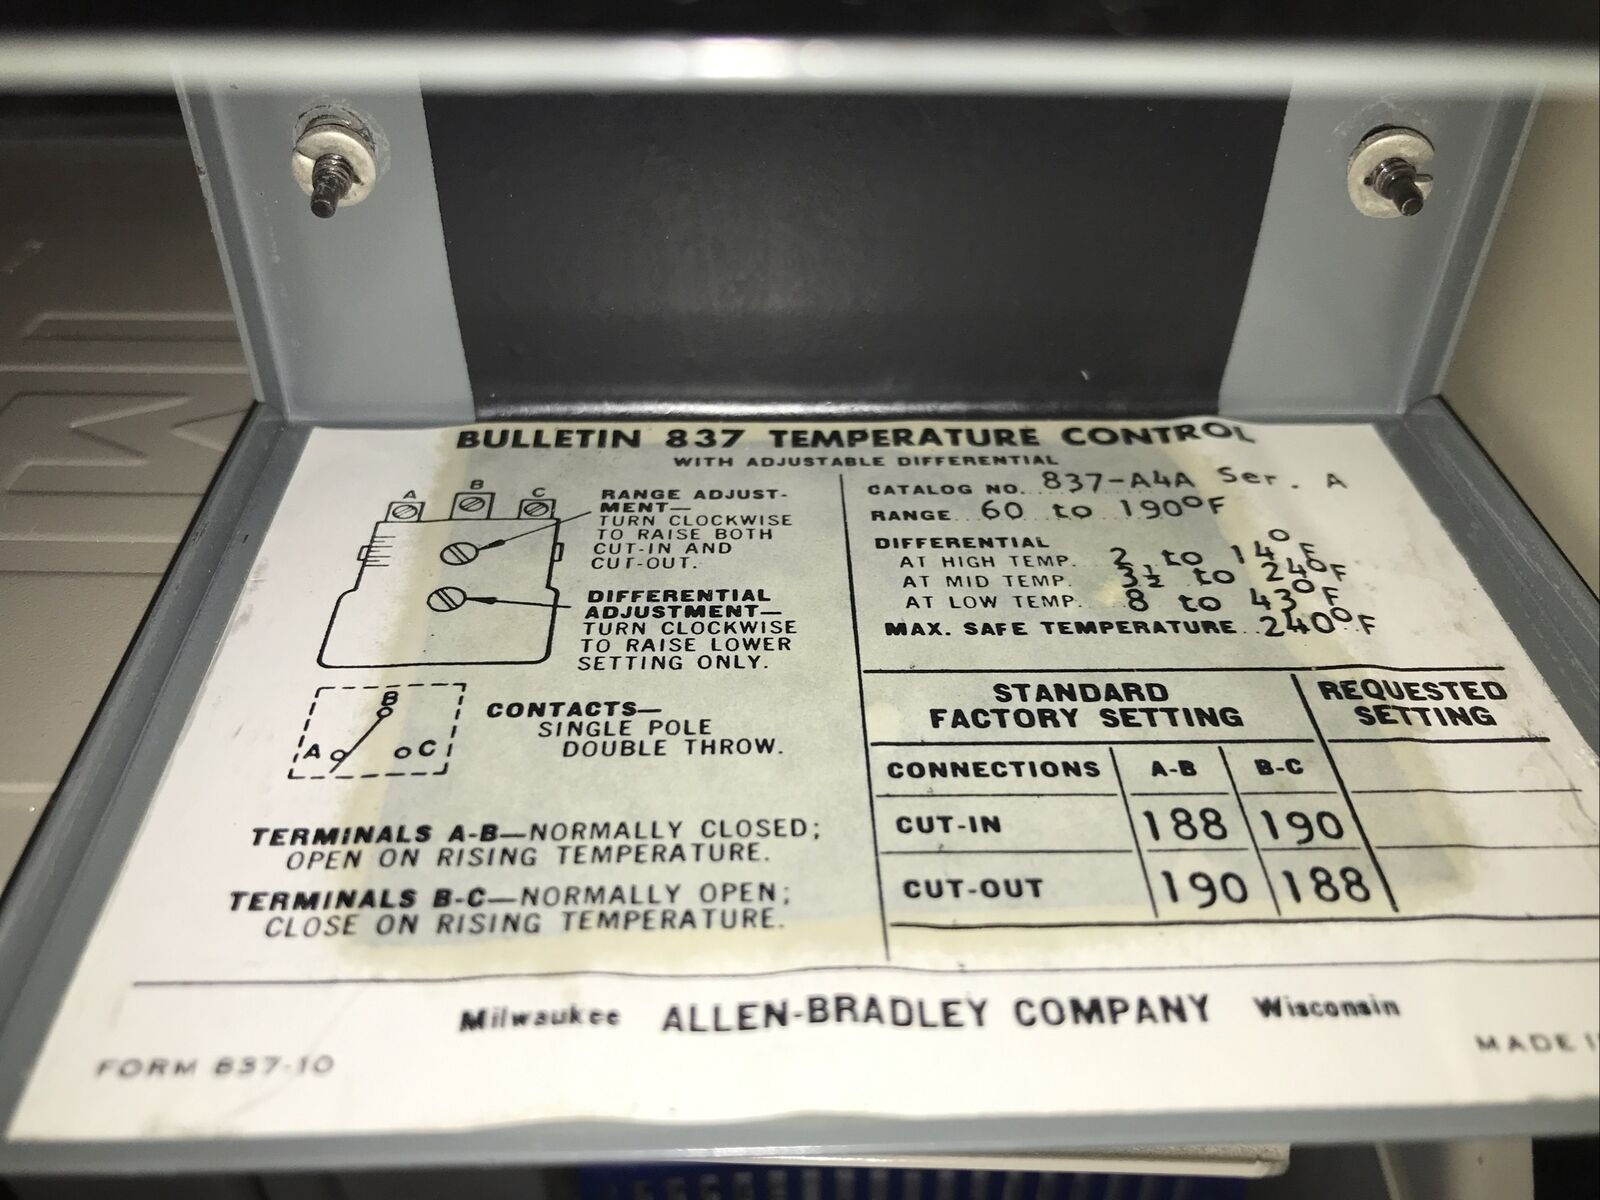 BULLETIN 837 TEMPERATURE CONTROL
WITH ADJUSTABLE DIFFERENTIAL
A B C
RANGE ADJUST-
MENT—
TURN CLOCKWISE
TO RAISE BOTH
CUT-IN AND
CUT-OUT.
DIFFERENTIAL
ADJUSTMENT—
TURN CLOCKWISE
TO RAISE LOWER
SETTING ONLY.
B
A C
CONTACTS—
SINGLE POLE
DOUBLE THROW.
TERMINALS A-B—NORMALLY CLOSED;
OPEN ON RISING TEMPERATURE.
TERMINALS B-C—NORMALLY OPEN;
CLOSE ON RISING TEMPERATURE.
CATALOG NO. 837-A4A Ser. A
RANGE 60 to 190°F
DIFFERENTIAL
AT HIGH TEMP. 2 to 14°F
AT MID TEMP. 3½ to 24°F
AT LOW TEMP. 8 to 43°F
MAX. SAFE TEMPERATURE 240°F
STANDARD
FACTORY SETTING
REQUESTED
SETTING
CONNECTIONS A-B B-C
CUT-IN 188 190
CUT-OUT 190 188
Milwaukee ALLEN-BRADLEY COMPANY Wisconsin
FORM 837-10
MADE I